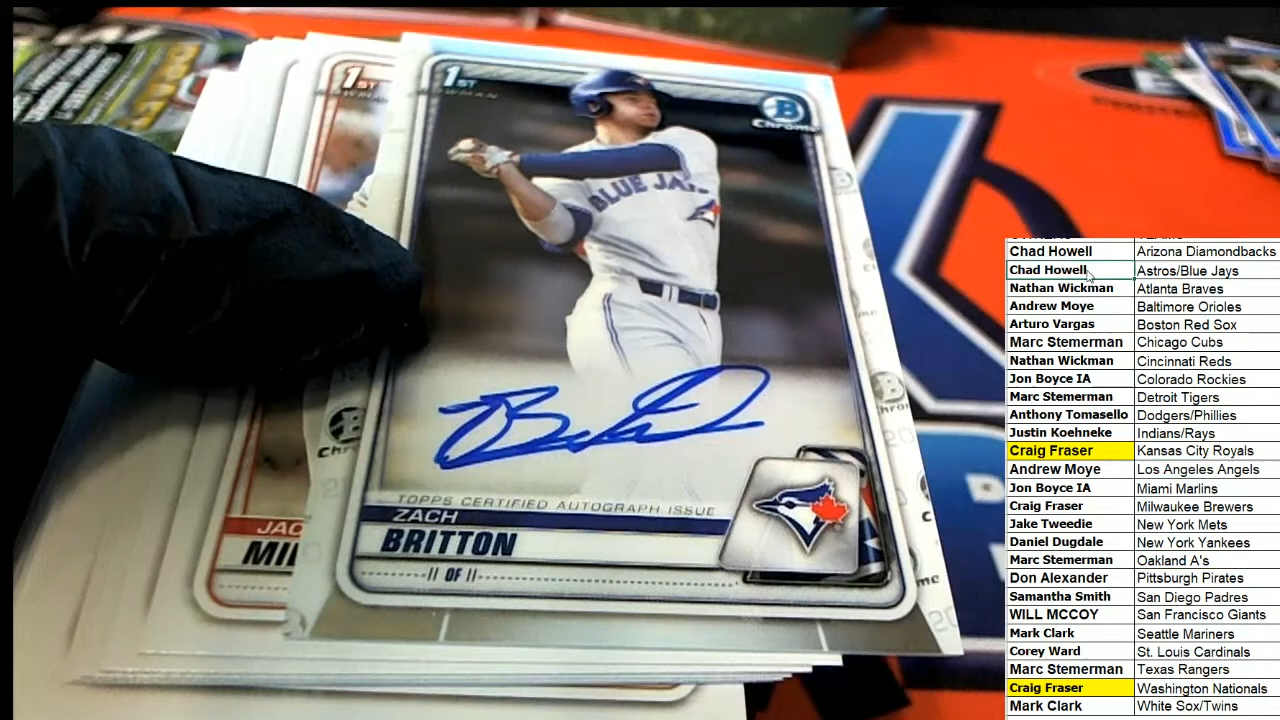 1ST
1ST
BOWMAN
B
Chrome
BLUE JAYS
TOPPS CERTIFIED AUTOGRAPH ISSUE
ZACH
BRITTON
OF
JAC
MIL
Chad Howell Arizona Diamondbacks
Chad Howell Astros/Blue Jays
Nathan Wickman Atlanta Braves
Andrew Moye Baltimore Orioles
Arturo Vargas Boston Red Sox
Marc Stemerman Chicago Cubs
Nathan Wickman Cincinnati Reds
Jon Boyce IA Colorado Rockies
Marc Stemerman Detroit Tigers
Anthony Tomasello Dodgers/Phillies
Justin Koehneke Indians/Rays
Craig Fraser Kansas City Royals
Andrew Moye Los Angeles Angels
Jon Boyce IA Miami Marlins
Craig Fraser Milwaukee Brewers
Jake Tweedie New York Mets
Daniel Dugdale New York Yankees
Marc Stemerman Oakland A's
Don Alexander Pittsburgh Pirates
Samantha Smith San Diego Padres
WILL MCCOY San Francisco Giants
Mark Clark Seattle Mariners
Corey Ward St. Louis Cardinals
Marc Stemerman Texas Rangers
Craig Fraser Washington Nationals
Mark Clark White Sox/Twins